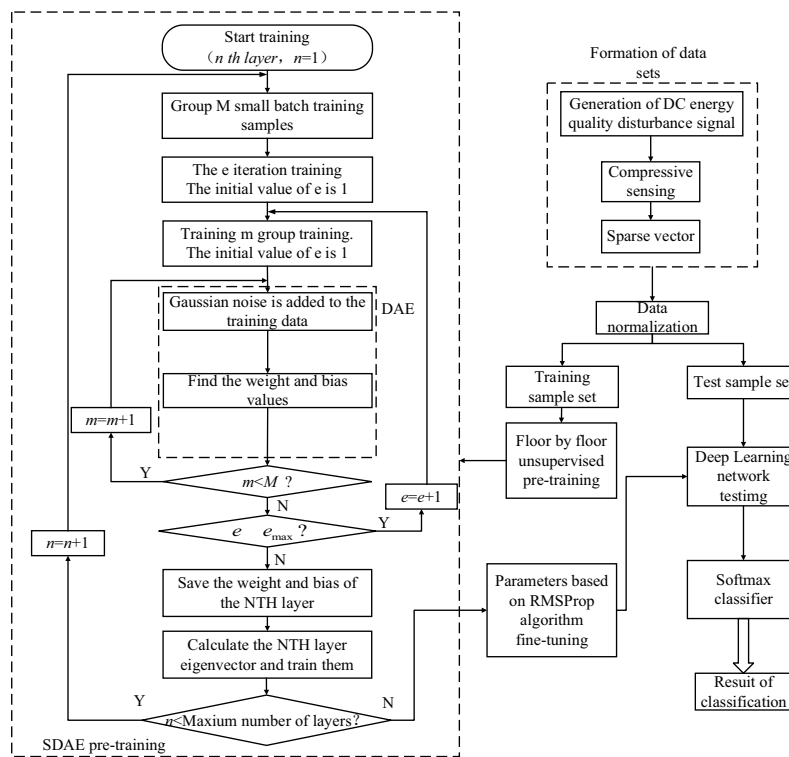 Start training
(n th layer, n=1)
Group M small batch training
samples
The e iteration training
The initial value of e is 1
Training m group training.
The initial value of e is 1
Gaussian noise is added to the
training data
DAE
Find the weight and bias
values
m=m+1
Y
m<M ?
N
e=e+1
e e max ?
Y
N
n=n+1
Save the weight and bias of
the NTH layer
Calculate the NTH layer
eigenvector and train them
Y
n<Maxium number of layers?
N
SDAE pre-training
Formation of data
sets
Generation of DC energy
quality disturbance signal
Compressive
sensing
Sparse vector
Data
normalization
Training
sample set
Test sample set
Floor by floor
unsupervised
pre-training
Deep Learning
network
testimg
Parameters based
on RMSProp
algorithm
fine-tuning
Softmax
classifier
Resuit of
classification